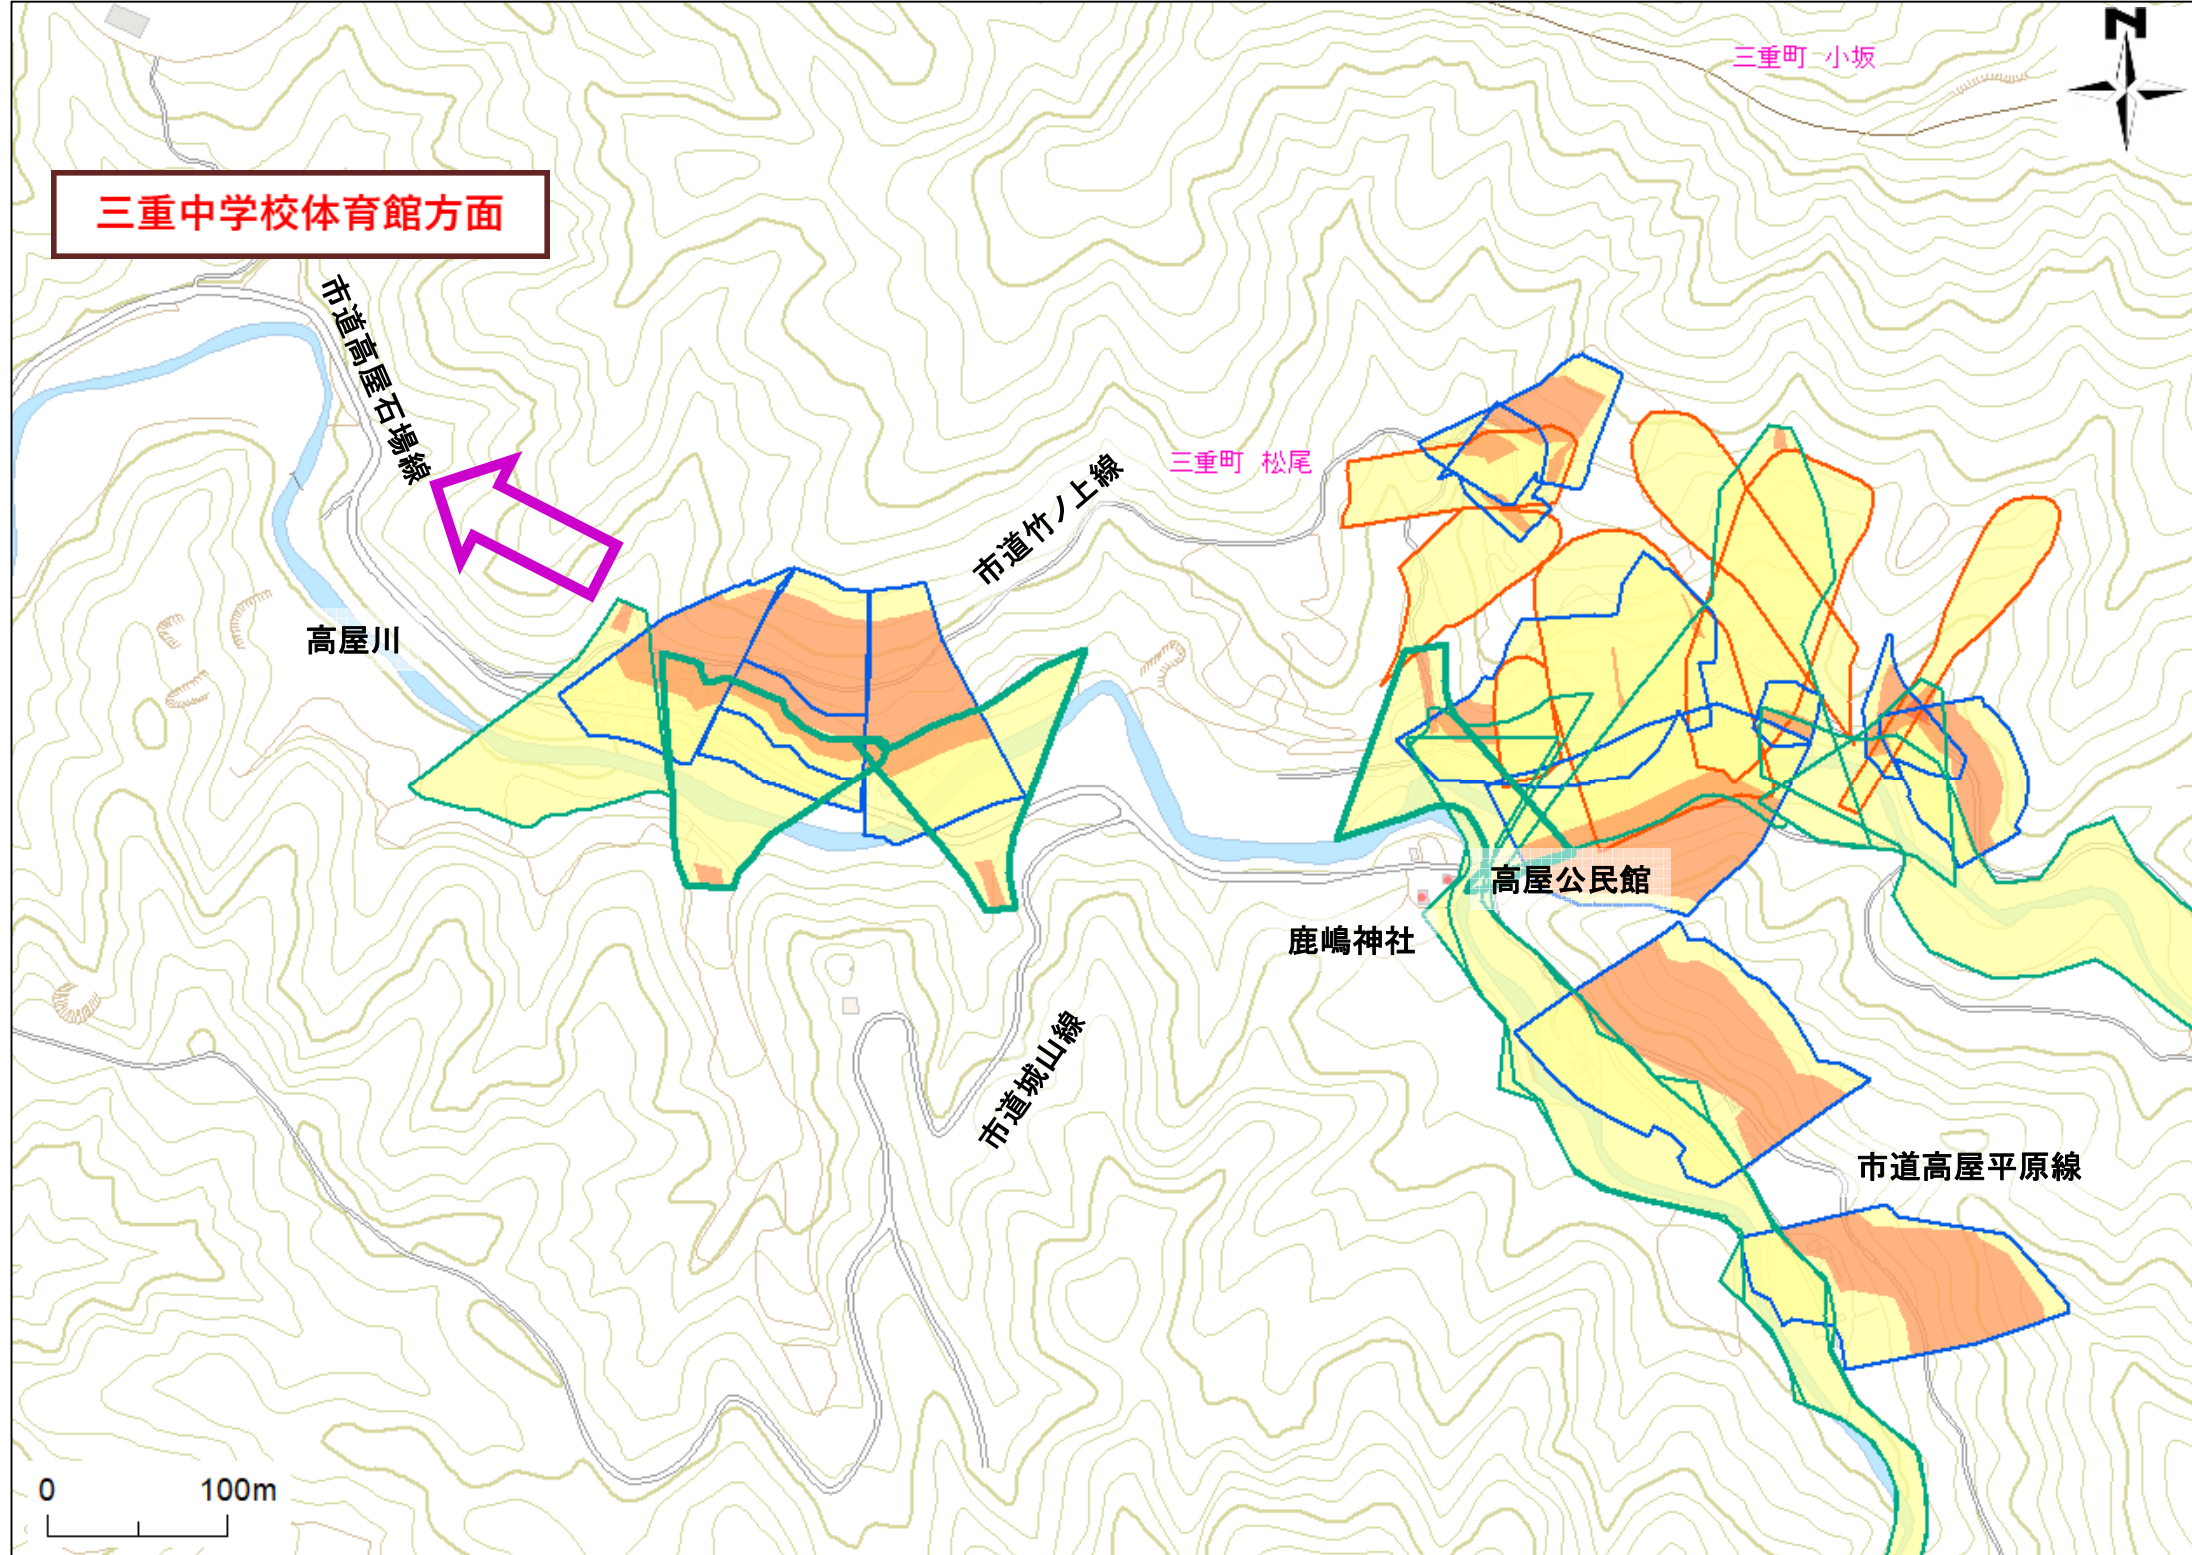 N
三重町 小坂
三重中学校体育館方面
市道高屋石場線
三重町 松尾
市道竹ノ上線
高屋川
高屋公民館
鹿嶋神社
市道城山線
市道高屋平原線
0 100m